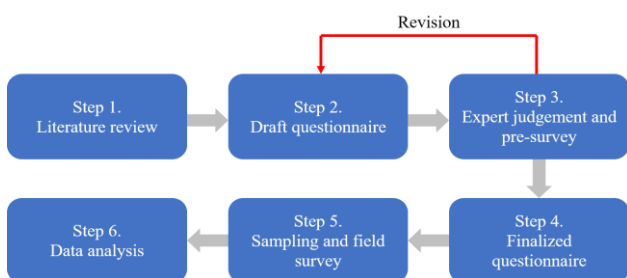 Revision
Step 1.
Literature review
Step 2.
Draft questionnaire
Step 3.
Expert judgement and
pre-survey
Step 4.
Finalized
questionnaire
Step 5.
Sampling and field
survey
Step 6.
Data analysis